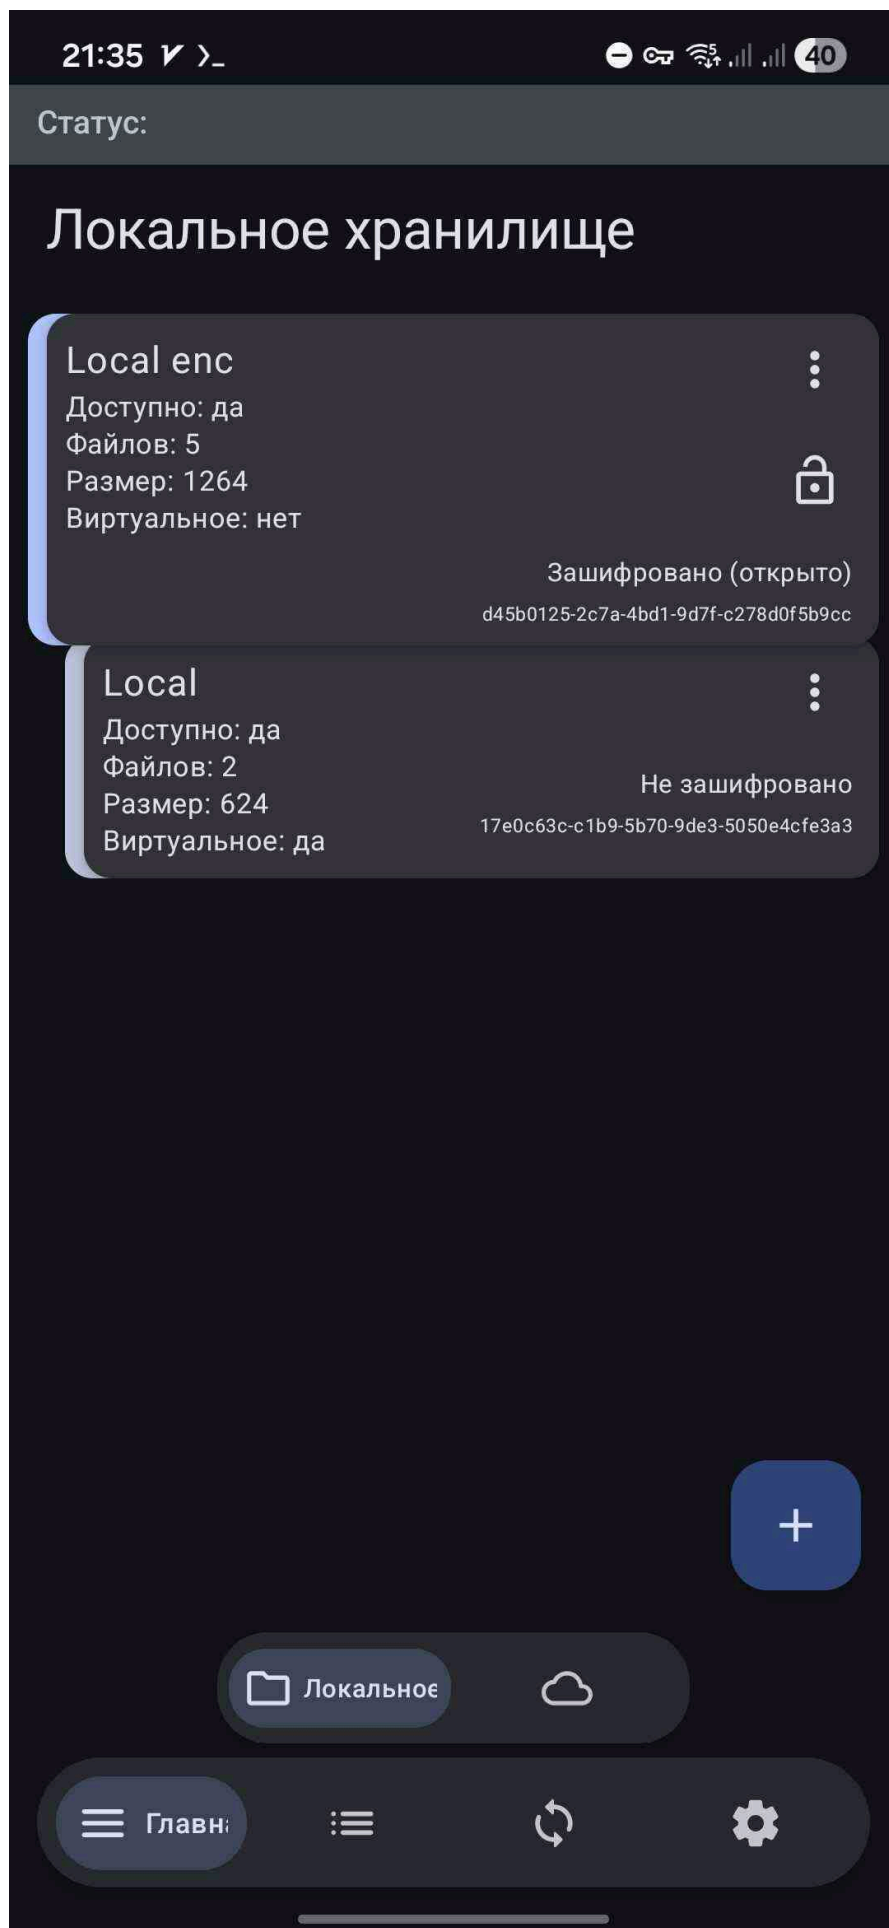 21:35
40
Статус:
Локальное хранилище
Local enc
Доступно: да
Файлов: 5
Размер: 1264
Виртуальное: нет
Зашифровано (открыто)
d45b0125-2c7a-4bd1-9d7f-c278d0f5b9cc
Local
Доступно: да
Файлов: 2
Размер: 624
Виртуальное: да
Не зашифровано
17e0c63c-c1b9-5b70-9de3-5050e4cfe3a3
Локальное
Главн